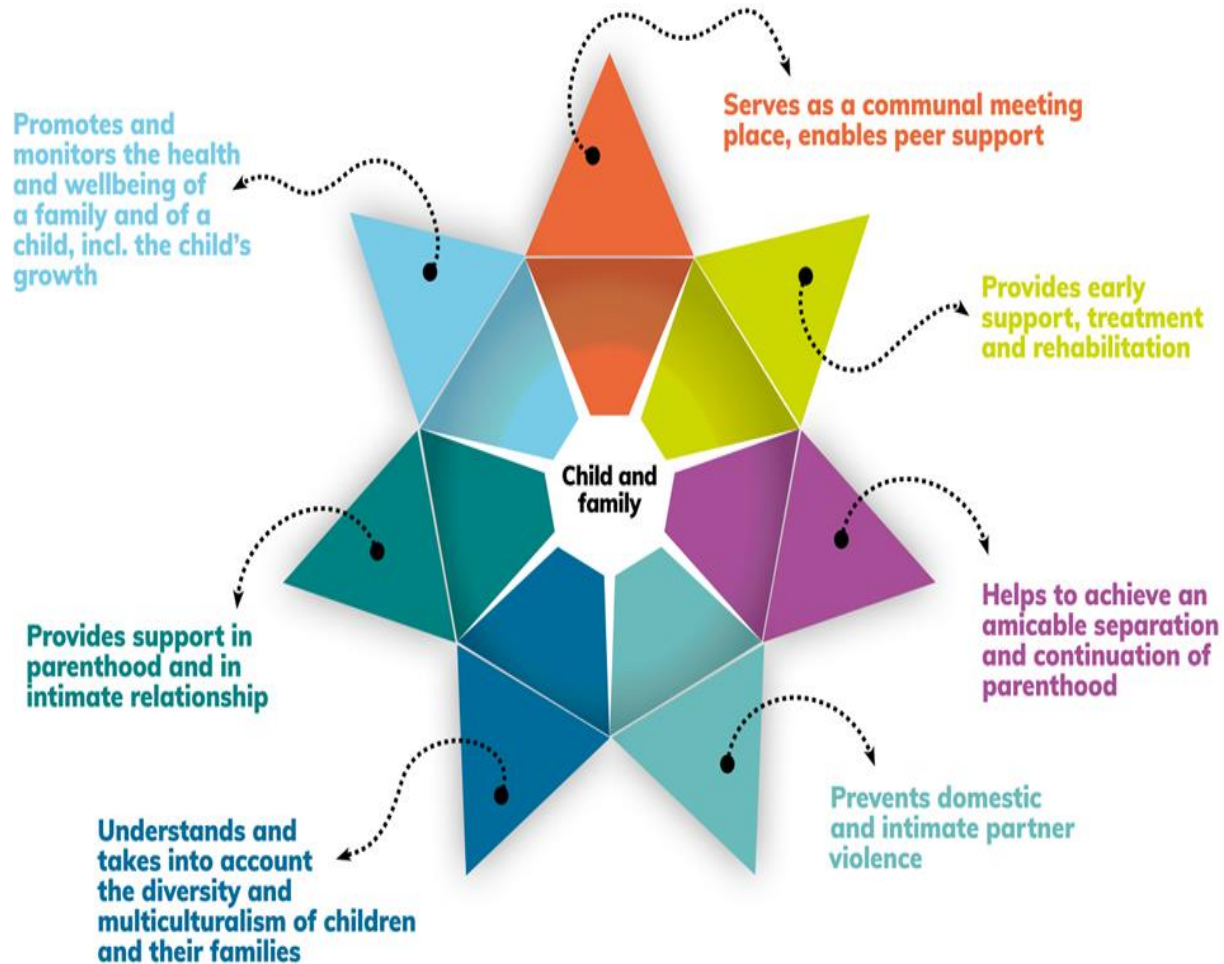 Serves as a communal meeting
place, enables peer support
Provides early
support, treatment
and rehabilitation
Helps to achieve an
amicable separation
and continuation of
parenthood
Prevents domestic
and intimate partner
violence
Understands and
takes into account
the diversity and
multiculturalism of children
and their families
Provides support in
parenthood and in
intimate relationship
Promotes and
monitors the health
and wellbeing of
a family and of a
child, incl. the child's
growth
Child and
family